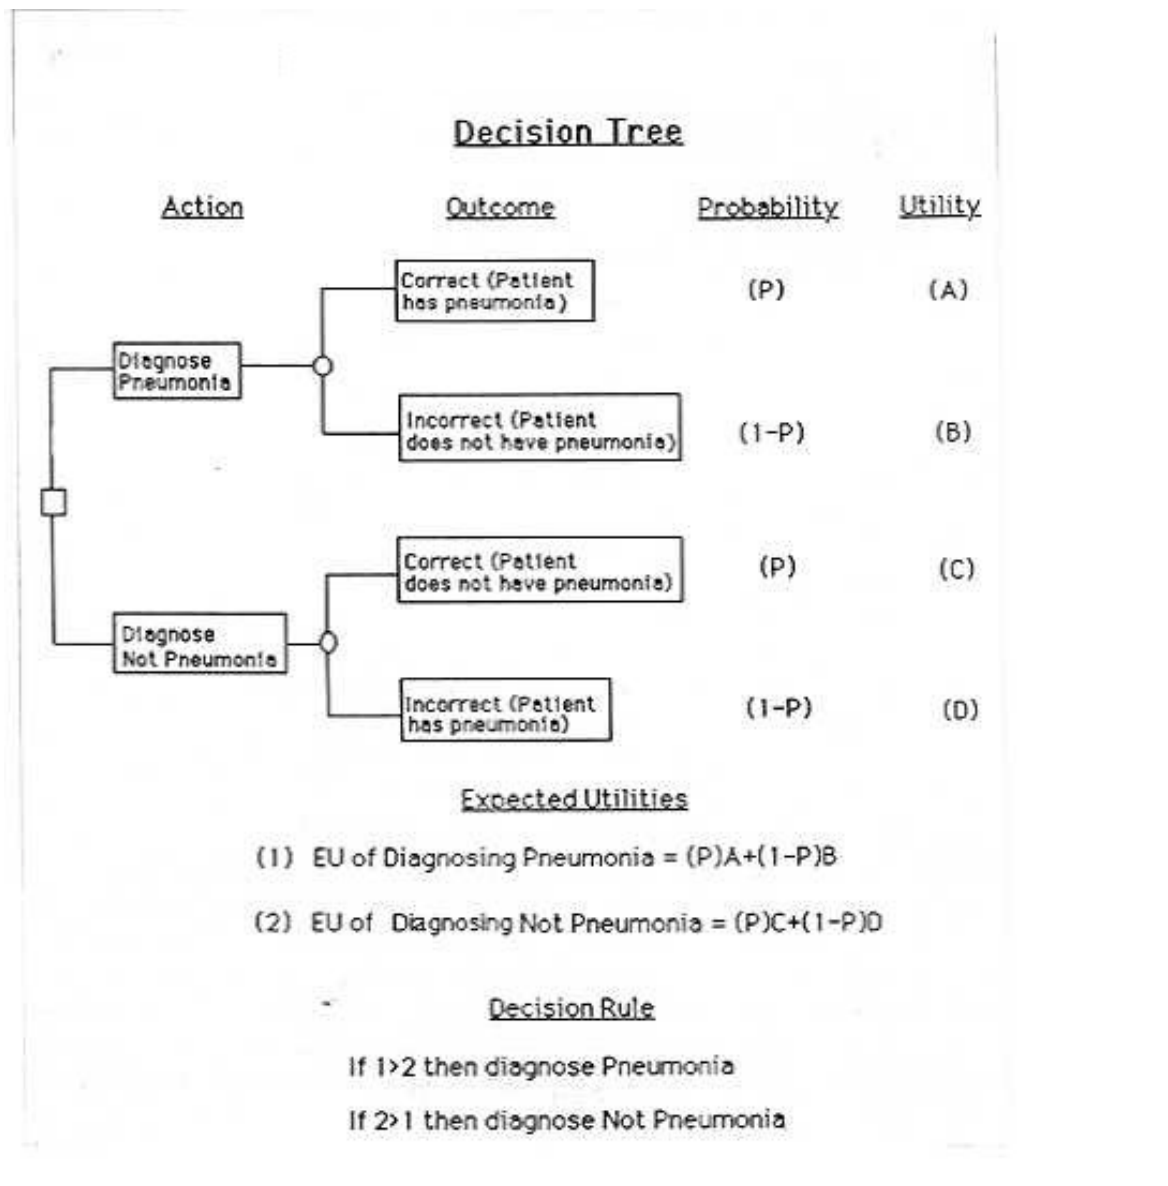 Decision Tree
Action Outcome Probability Utility
Correct (Patient
has pneumonia)
(P) (A)
Diagnose
Pneumonia
Incorrect (Patient
does not have pneumonia)
(1-P) (B)
Correct (Patient
does not have pneumonia)
(P) (C)
Diagnose
Not Pneumonia
Incorrect (Patient
has pneumonia)
(1-P) (D)
Expected Utilities
(1) EU of Diagnosing Pneumonia = (P)A+(1-P)B
(2) EU of Diagnosing Not Pneumonia = (P)C+(1-P)D
Decision Rule
If 1>2 then diagnose Pneumonia
If 2>1 then diagnose Not Pneumonia